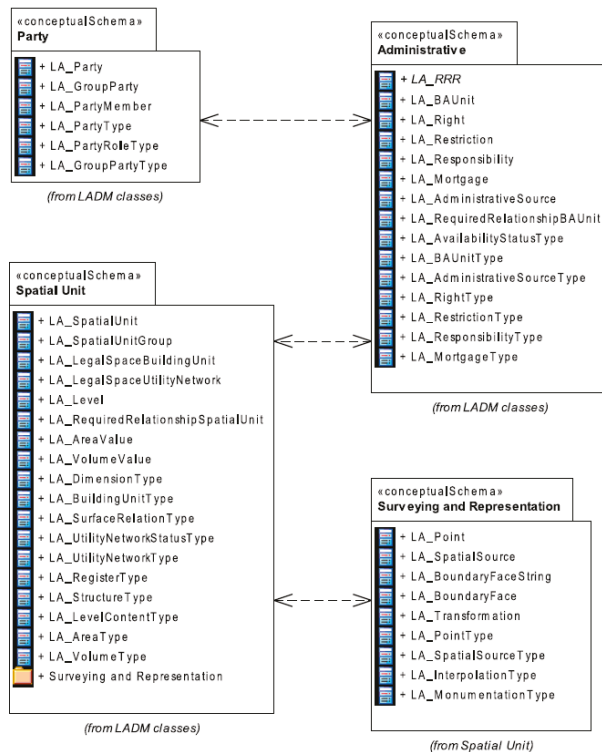 «conceptualSchema»
Party
+ LA_Party
+ LA_GroupParty
+ LA_PartyMember
+ LA_PartyType
+ LA_PartyRoleType
+ LA_GroupPartyType
(from LADM classes)
«conceptualSchema»
Administrative
+ LA_RRR
+ LA_BAUnit
+ LA_Right
+ LA_Restriction
+ LA_Responsibility
+ LA_Mortgage
+ LA_AdministrativeSource
+ LA_RequiredRelationshipBAUnit
+ LA_AvailabilityStatusType
+ LA_BAUnitType
+ LA_AdministrativeSourceType
+ LA_RightType
+ LA_RestrictionType
+ LA_ResponsibilityType
+ LA_MortgageType
(from LADM classes)
«conceptualSchema»
Spatial Unit
+ LA_SpatialUnit
+ LA_SpatialUnitGroup
+ LA_LegalSpaceBuildingUnit
+ LA_LegalSpaceUtilityNetwork
+ LA_Level
+ LA_RequiredRelationshipSpatialUnit
+ LA_AreaValue
+ LA_VolumeValue
+ LA_DimensionType
+ LA_BuildingUnitType
+ LA_SurfaceRelationType
+ LA_UtilityNetworkStatusType
+ LA_UtilityNetworkType
+ LA_RegisterType
+ LA_StructureType
+ LA_LevelContentType
+ LA_AreaType
+ LA_VolumeType
+ Surveying and Representation
(from LADM classes)
«conceptualSchema»
Surveying and Representation
+ LA_Point
+ LA_SpatialSource
+ LA_BoundaryFaceString
+ LA_BoundaryFace
+ LA_Transformation
+ LA_PointType
+ LA_SpatialSourceType
+ LA_InterpolationType
+ LA_MonumentationType
(from Spatial Unit)